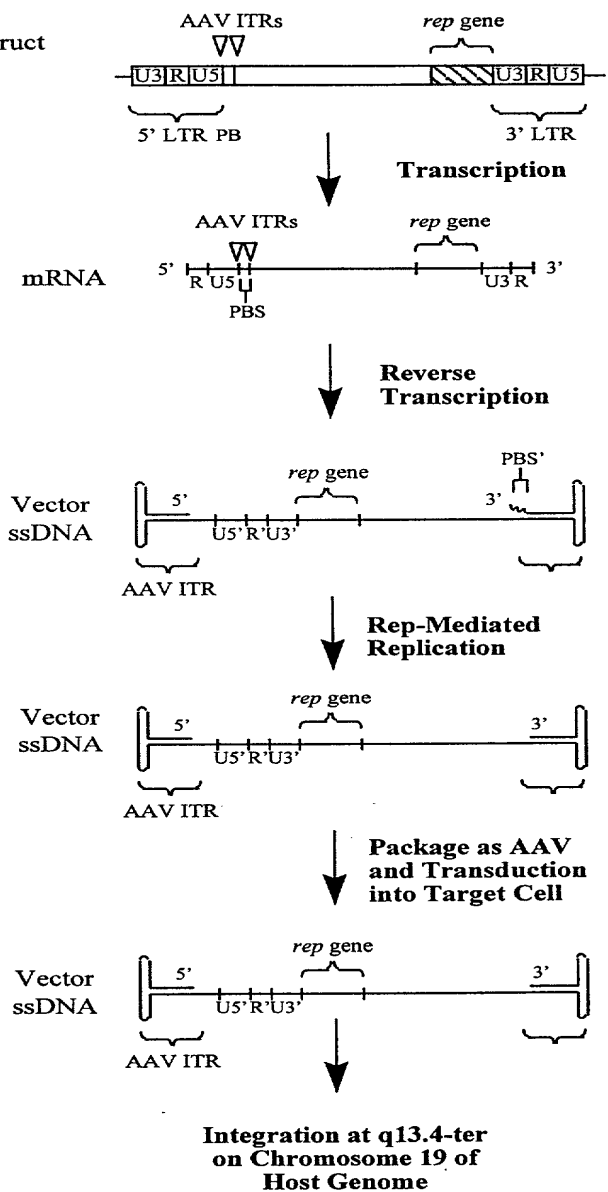 AAV ITRs
rep gene
ruct
U3 R U5
U3 R U5
5' LTR PB
3' LTR
Transcription
AAV ITRs
rep gene
mRNA
5'
3'
R U5
U3 R
PBS
Reverse
Transcription
PBS'
rep gene
Vector
ssDNA
5'
3'
U5' R' U3'
AAV ITR
Rep-Mediated
Replication
rep gene
Vector
ssDNA
5'
3'
U5' R' U3'
AAV ITR
Package as AAV
and Transduction
into Target Cell
rep gene
Vector
ssDNA
5'
3'
U5' R' U3'
AAV ITR
Integration at q13.4-ter
on Chromosome 19 of
Host Genome